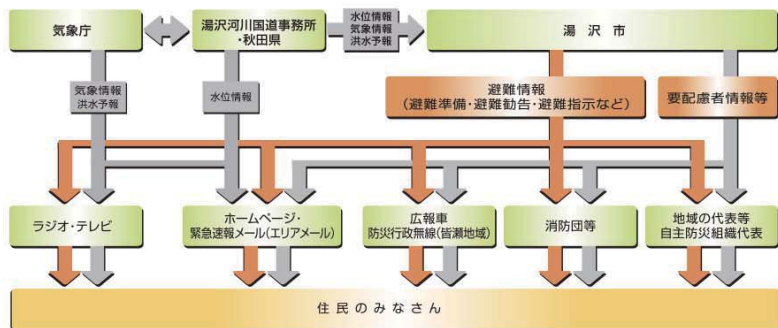 気象庁
湯沢河川国道事務所
・秋田県
水位情報
気象情報
洪水予報
湯沢市
気象情報
洪水予報
水位情報
避難情報
(避難準備・避難勧告・避難指示など)
要配慮者情報等
ラジオ・テレビ
ホームページ・
緊急速報メール(エリアメール)
広報車
防災行政無線(皆瀬地域)
消防団等
地域の代表等
自主防災組織代表
住民のみなさん